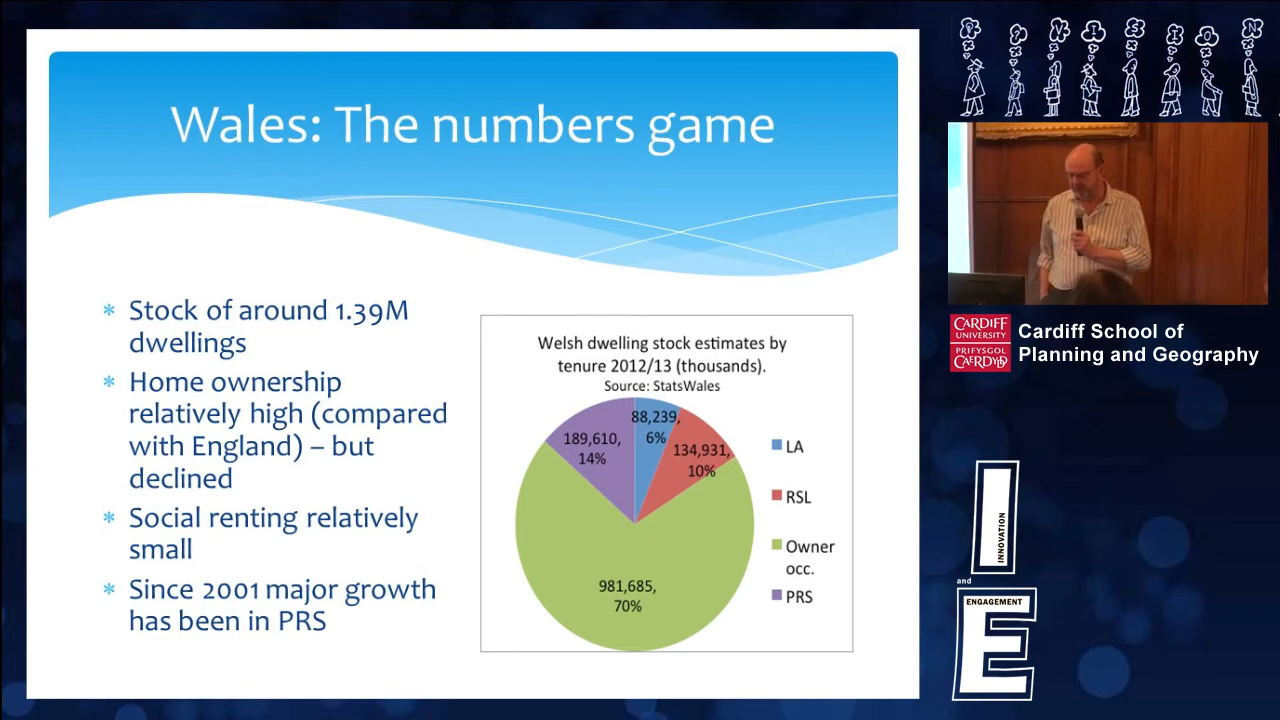 Wales: The numbers game
* Stock of around 1.39M
dwellings
* Home ownership
relatively high (compared
with England) – but
declined
* Social renting relatively
small
* Since 2001 major growth
has been in PRS
Welsh dwelling stock estimates by
tenure 2012/13 (thousands).
Source: StatsWales
88,239,
6%
134,931,
10%
189,610,
14%
981,685,
70%
LA
RSL
Owner
occ.
PRS
R ? V I S I O N
CARDIFF
UNIVERSITY
PRIFYSGOL
CAERDYDD
Cardiff School of
Planning and Geography
I
INNOVATION
and
ENGAGEMENT
E